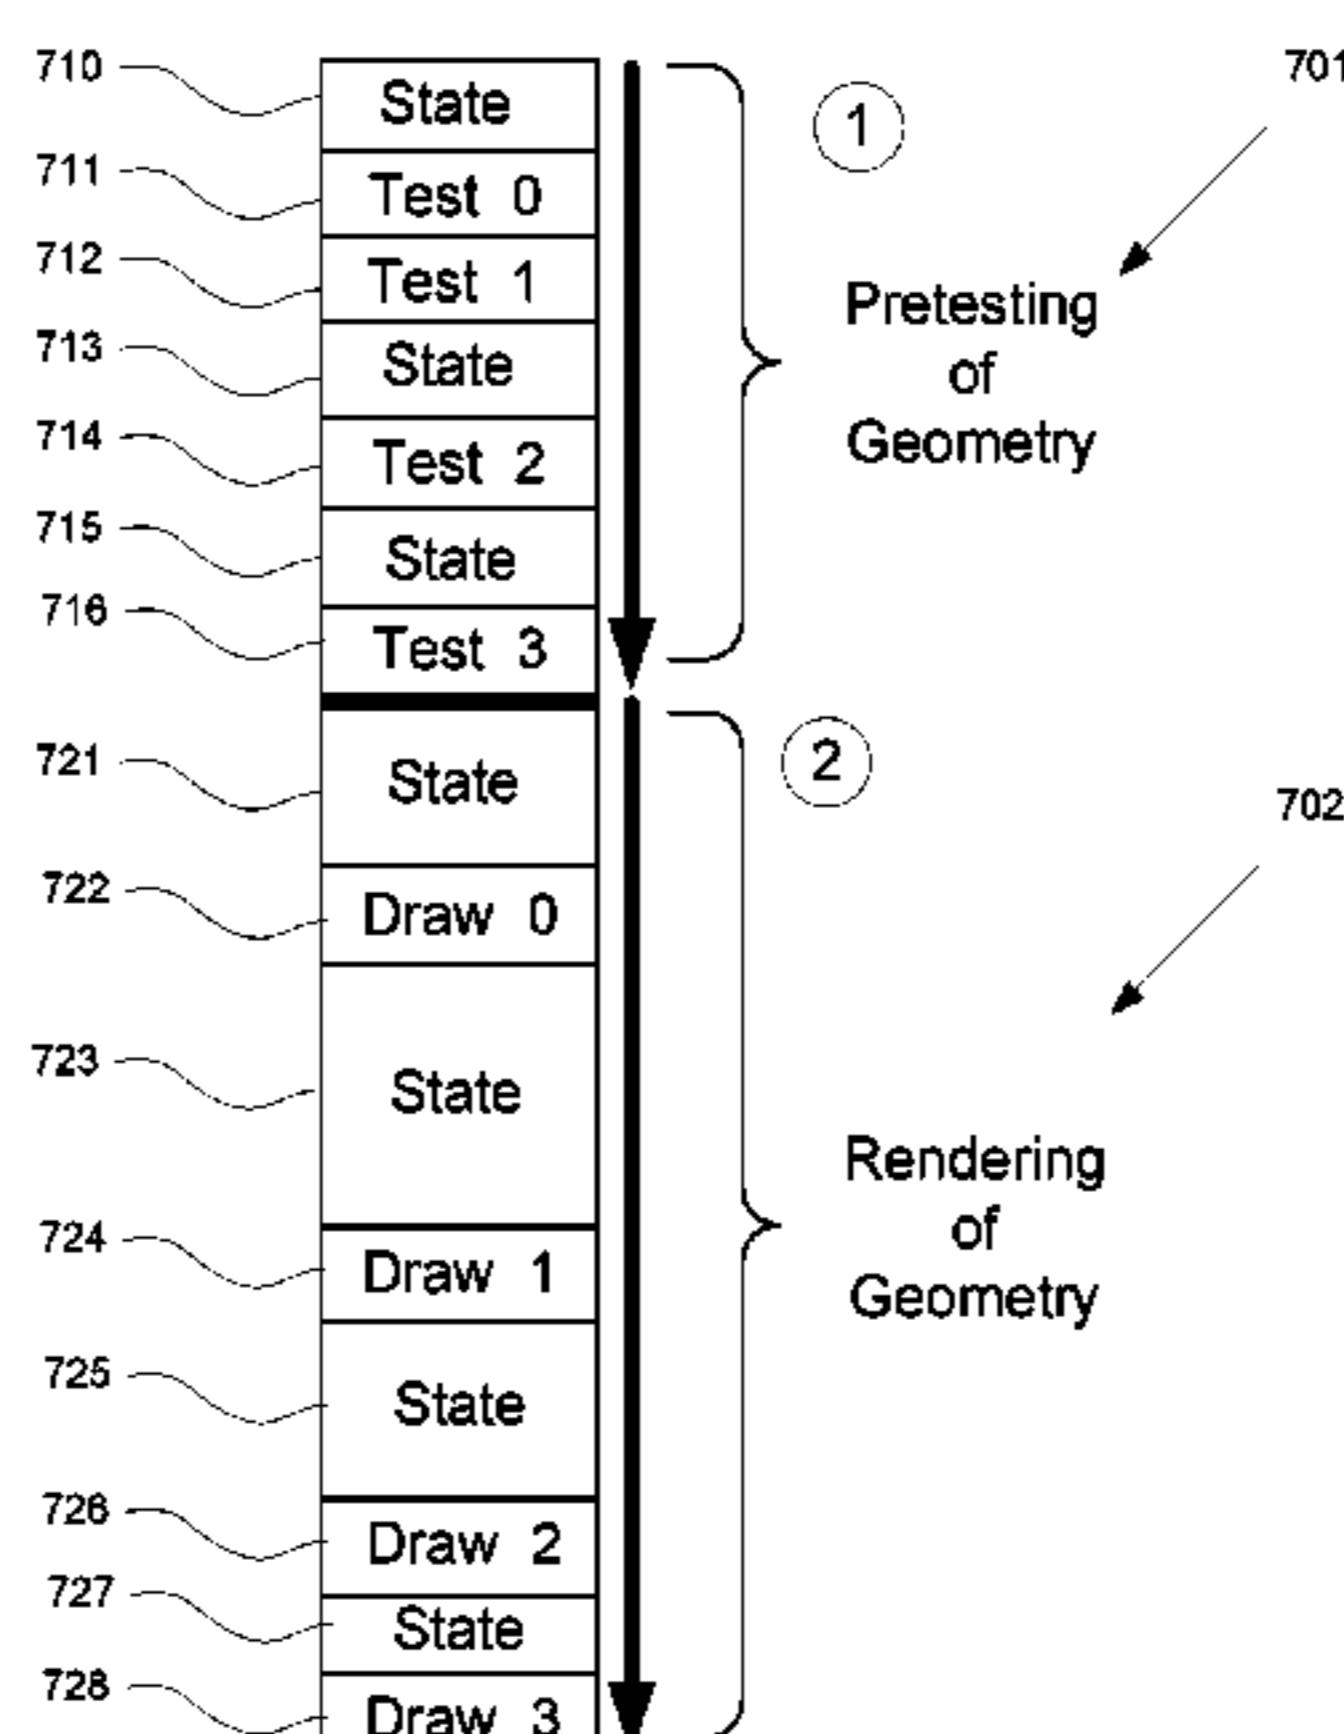 710 State 1 701
711 Test 0
712 Test 1
Pretesting
713 State
of
714 Test 2
Geometry
715 State
716 Test 3
721 State 2
702
722 Draw 0
723 State
Rendering
of
724 Draw 1
Geometry
725 State
726 Draw 2
727 State
728 Draw 3